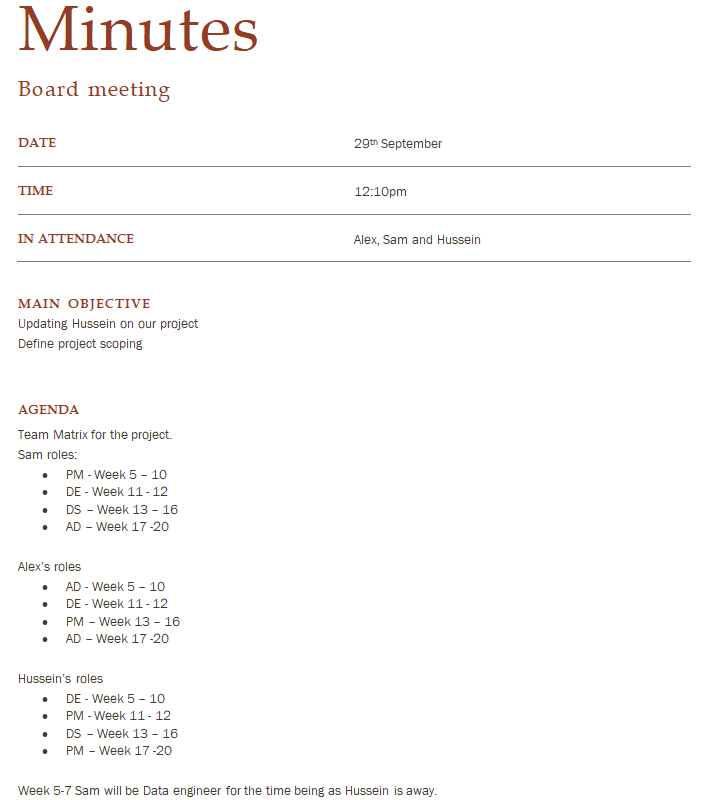 Minutes
Board meeting
DATE 29th September
TIME 12:10pm
IN ATTENDANCE Alex, Sam and Hussein
MAIN OBJECTIVE
Updating Hussein on our project
Define project scoping
AGENDA
Team Matrix for the project.
Sam roles:
• PM - Week 5 – 10
• DE - Week 11 - 12
• DS – Week 13 – 16
• AD – Week 17 -20
Alex’s roles
• AD - Week 5 – 10
• DE - Week 11 - 12
• PM – Week 13 – 16
• AD – Week 17 -20
Hussein’s roles
• DE - Week 5 – 10
• PM - Week 11 - 12
• DS – Week 13 – 16
• PM – Week 17 -20
Week 5-7 Sam will be Data engineer for the time being as Hussein is away.